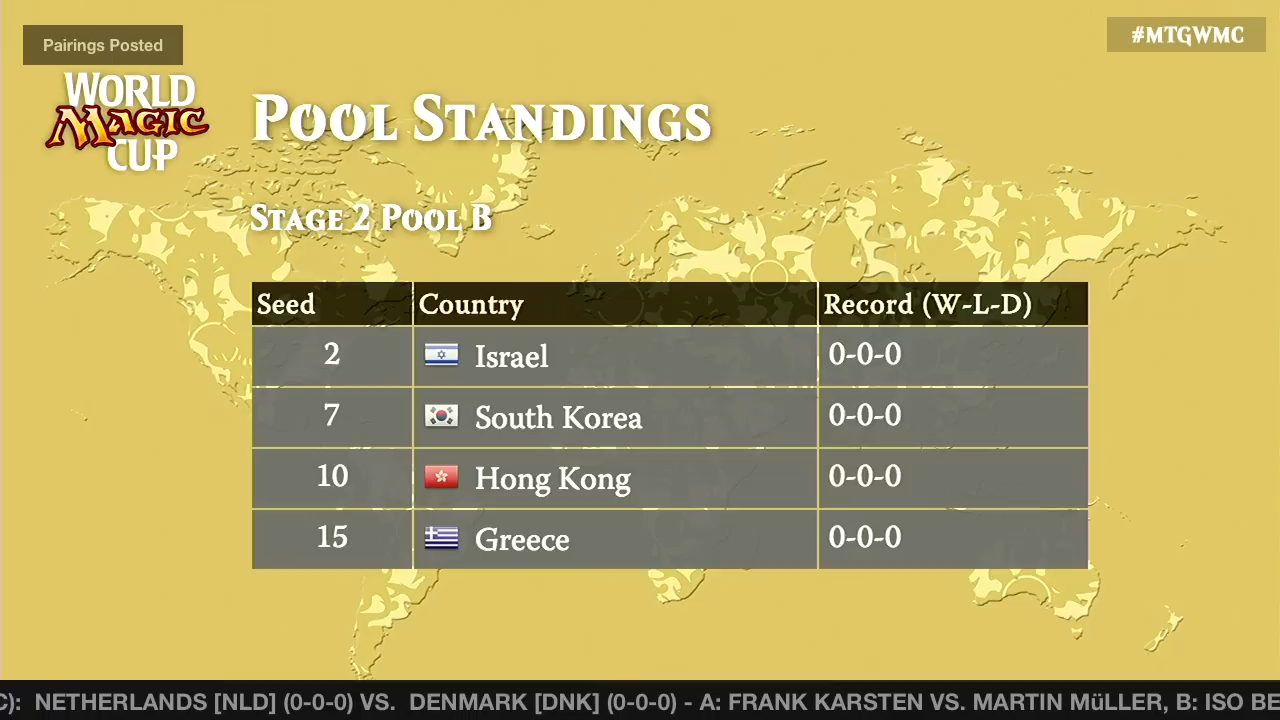 Pairings Posted
#MTGWMC
WORLD
MAGIC
CUP
POOL STANDINGS
STAGE 2 POOL B
Seed Country Record (W-L-D)
2 Israel 0-0-0
7 South Korea 0-0-0
10 Hong Kong 0-0-0
15 Greece 0-0-0
C): NETHERLANDS [NLD] (0-0-0) VS. DENMARK [DNK] (0-0-0) - A: FRANK KARSTEN VS. MARTIN MüLLER, B: ISO BE